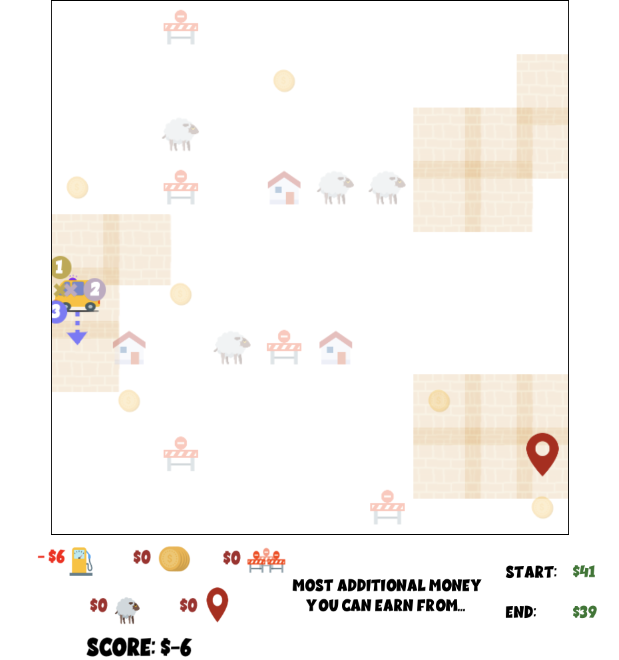 1
2
3
- $6
$0
$0
$0
$0
MOST ADDITIONAL MONEY
YOU CAN EARN FROM...
START: $41
END: $39
SCORE: $-6